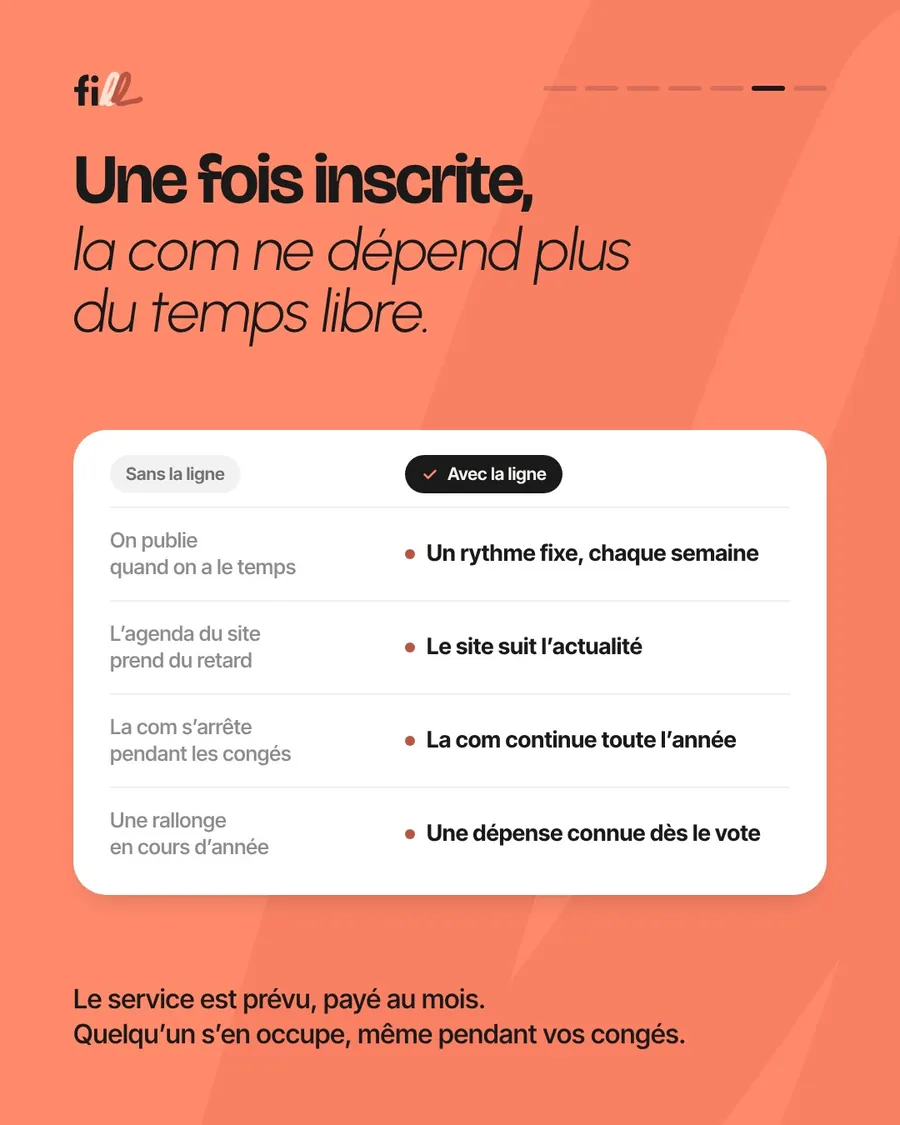 fill
Une fois inscrite,
la com ne dépend plus
du temps libre.
Sans la ligne
Avec la ligne
On publie
quand on a le temps
Un rythme fixe, chaque semaine
L’agenda du site
prend du retard
Le site suit l’actualité
La com s’arrête
pendant les congés
La com continue toute l’année
Une rallonge
en cours d’année
Une dépense connue dès le vote
Le service est prévu, payé au mois.
Quelqu’un s’en occupe, même pendant vos congés.